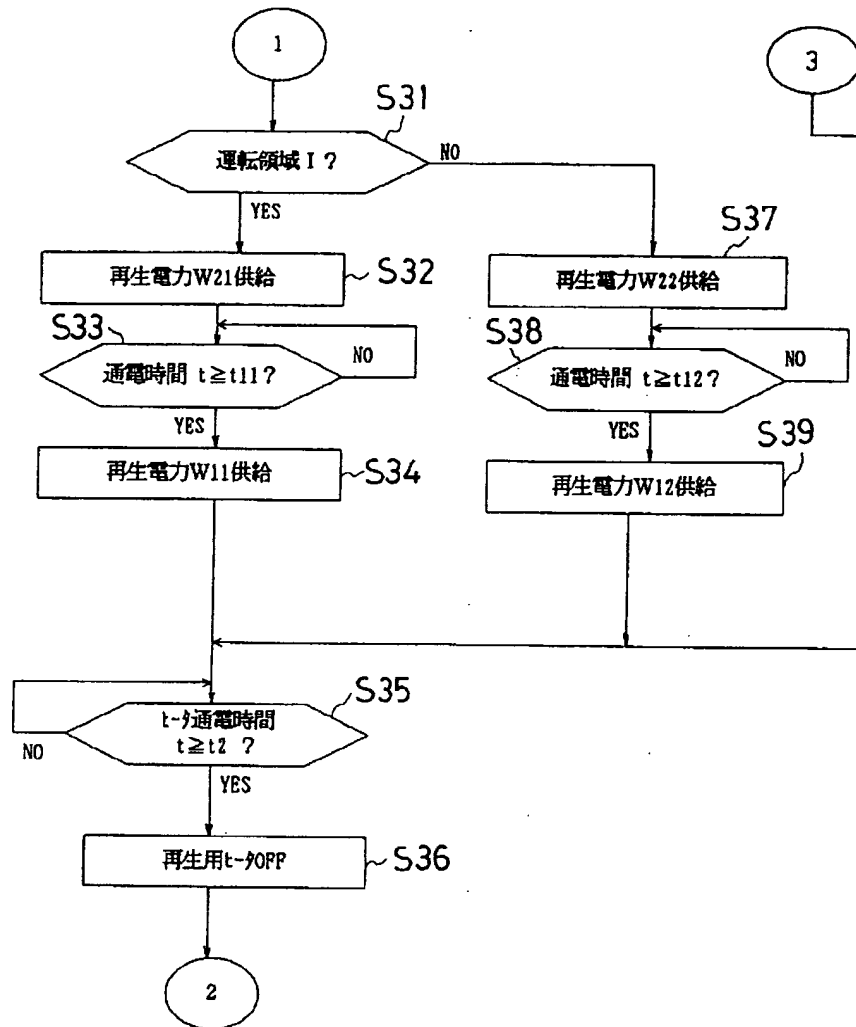 1
3
S31
運転領域 I ?
NO
YES
S37
再生電力W21供給
S32
再生電力W22供給
S33
S38
通電時間 t≧t11?
NO
通電時間 t≧t12?
NO
YES
YES
S39
再生電力W11供給
S34
再生電力W12供給
S35
ﾋｰﾀ通電時間
t≧t2 ?
NO
YES
再生用ﾋｰﾀOFF
S36
2